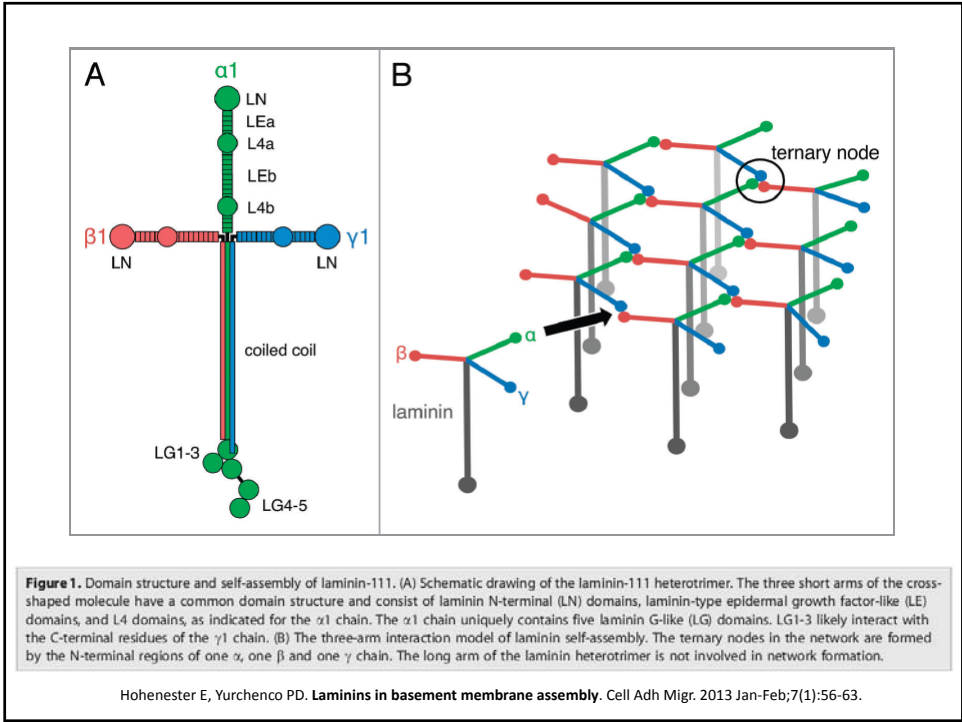 A
α1
LN
LEa
L4a
LEb
L4b
β1
γ1
LN
LN
coiled coil
LG1-3
LG4-5
B
ternary node
α
β
γ
laminin
Figure 1. Domain structure and self-assembly of laminin-111. (A) Schematic drawing of the laminin-111 heterotrimer. The three short arms of the cross-
shaped molecule have a common domain structure and consist of laminin N-terminal (LN) domains, laminin-type epidermal growth factor-like (LE)
domains, and L4 domains, as indicated for the α1 chain. The α1 chain uniquely contains five laminin G-like (LG) domains. LG1-3 likely interact with
the C-terminal residues of the γ1 chain. (B) The three-arm interaction model of laminin self-assembly. The ternary nodes in the network are formed
by the N-terminal regions of one α, one β and one γ chain. The long arm of the laminin heterotrimer is not involved in network formation.
Hohenester E, Yurchenco PD. Laminins in basement membrane assembly. Cell Adh Migr. 2013 Jan-Feb;7(1):56-63.